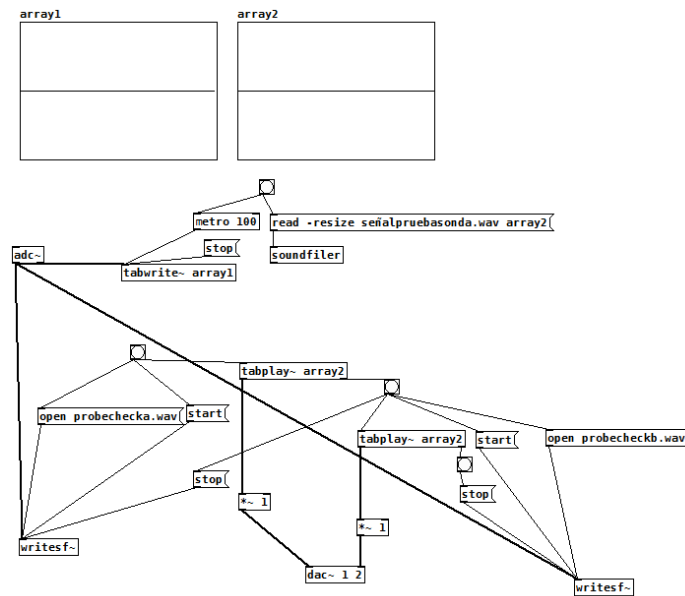 array1
array2
metro 100
read -resize señalpruebasonda.wav array2
stop
adc~
tabwrite~ array1
soundfiler
tabplay~ array2
open probechecka.wav
start
tabplay~ array2
start
open probecheckb.wav
stop
stop
*~ 1
*~ 1
writesf~
dac~ 1 2
writesf~